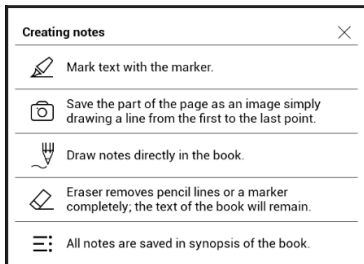 Creating notes
Mark text with the marker.
Save the part of the page as an image simply
drawing a line from the first to the last point.
Draw notes directly in the book.
Eraser removes pencil lines or a marker
completely; the text of the book will remain.
All notes are saved in synopsis of the book.